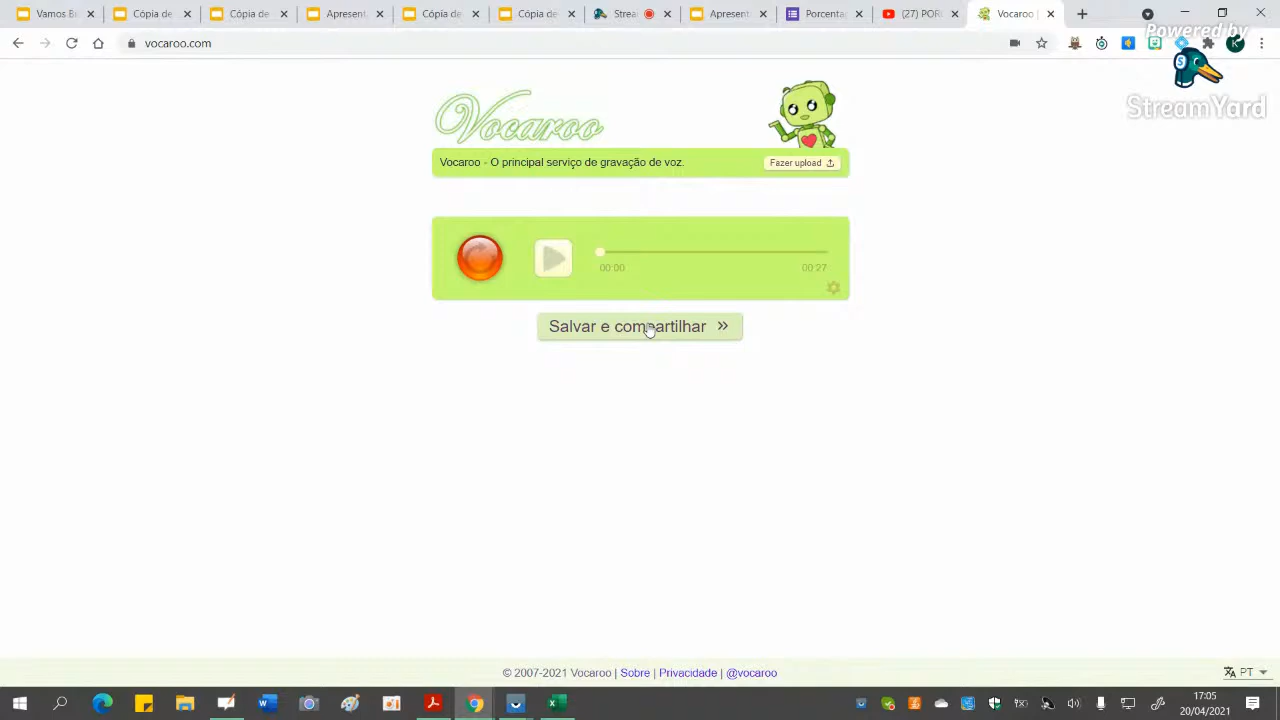 Vamos B
Cópia de
Cópia de
Apresent
Cópia de
Cópia de
Strea
Apresen
Porcenta
(27) POR
Vocaroo |
vocaroo.com
K
Powered by
S
StreamYard
Vocaroo
Vocaroo - O principal serviço de gravação de voz.
Fazer upload
00:00
00:27
Salvar e compartilhar »
© 2007-2021 Vocaroo | Sobre | Privacidade | @vocaroo
PT
17:05
20/04/2021